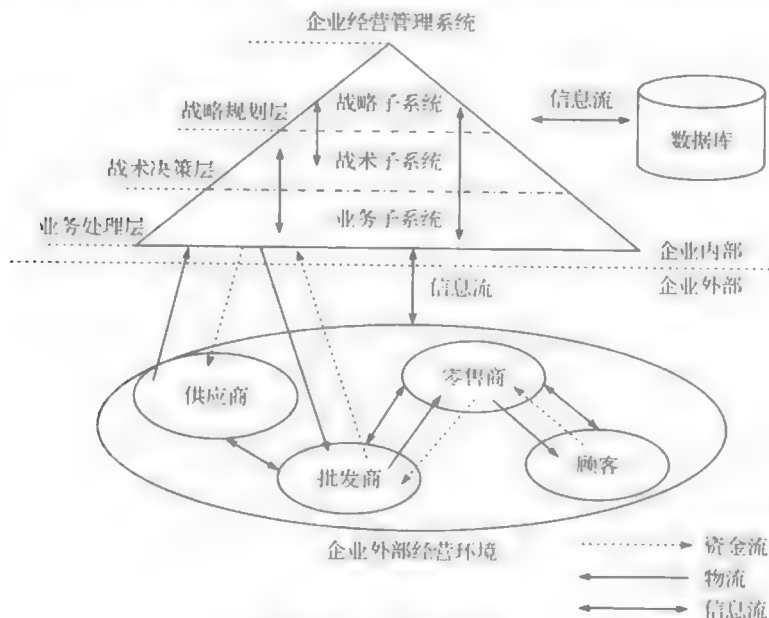 企业经营管理系统
战略规划层
战略子系统
信息流
数据库
战术决策层
战术子系统
业务处理层
业务子系统
企业内部
企业外部
信息流
供应商
零售商
批发商
顾客
企业外部经营环境
资金流
物流
信息流